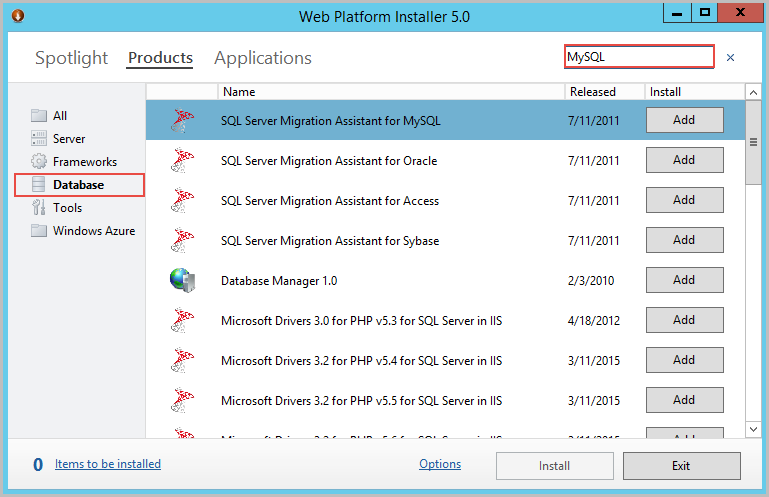 Web Platform Installer 5.0
Spotlight Products Applications MySQL
Name Released Install
All
Server
Frameworks
Database
Tools
Windows Azure
SQL Server Migration Assistant for MySQL 7/11/2011 Add
SQL Server Migration Assistant for Oracle 7/11/2011 Add
SQL Server Migration Assistant for Access 7/11/2011 Add
SQL Server Migration Assistant for Sybase 7/11/2011 Add
Database Manager 1.0 2/3/2010 Add
Microsoft Drivers 3.0 for PHP v5.3 for SQL Server in IIS 4/18/2012 Add
Microsoft Drivers 3.2 for PHP v5.4 for SQL Server in IIS 3/11/2015 Add
Microsoft Drivers 3.2 for PHP v5.5 for SQL Server in IIS 3/11/2015 Add
0 Items to be installed Options Install Exit